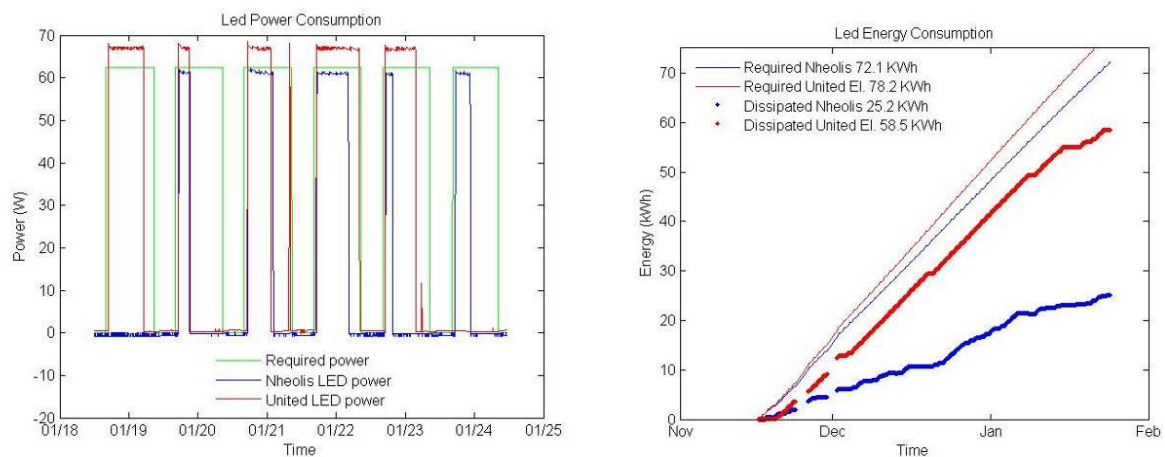 Led Power Consumption
70
60
50
40
30
20
10
0
-10
-20
Power (W)
Required power
Nheolis LED power
United LED power
01/18
01/19
01/20
01/21
01/22
01/23
01/24
01/25
Time
Led Energy Consumption
70
60
50
40
30
20
10
0
Energy (kWh)
Required Nheolis 72.1 KWh
Required United El. 78.2 KWh
Dissipated Nheolis 25.2 KWh
Dissipated United El. 58.5 KWh
Nov
Dec
Jan
Feb
Time